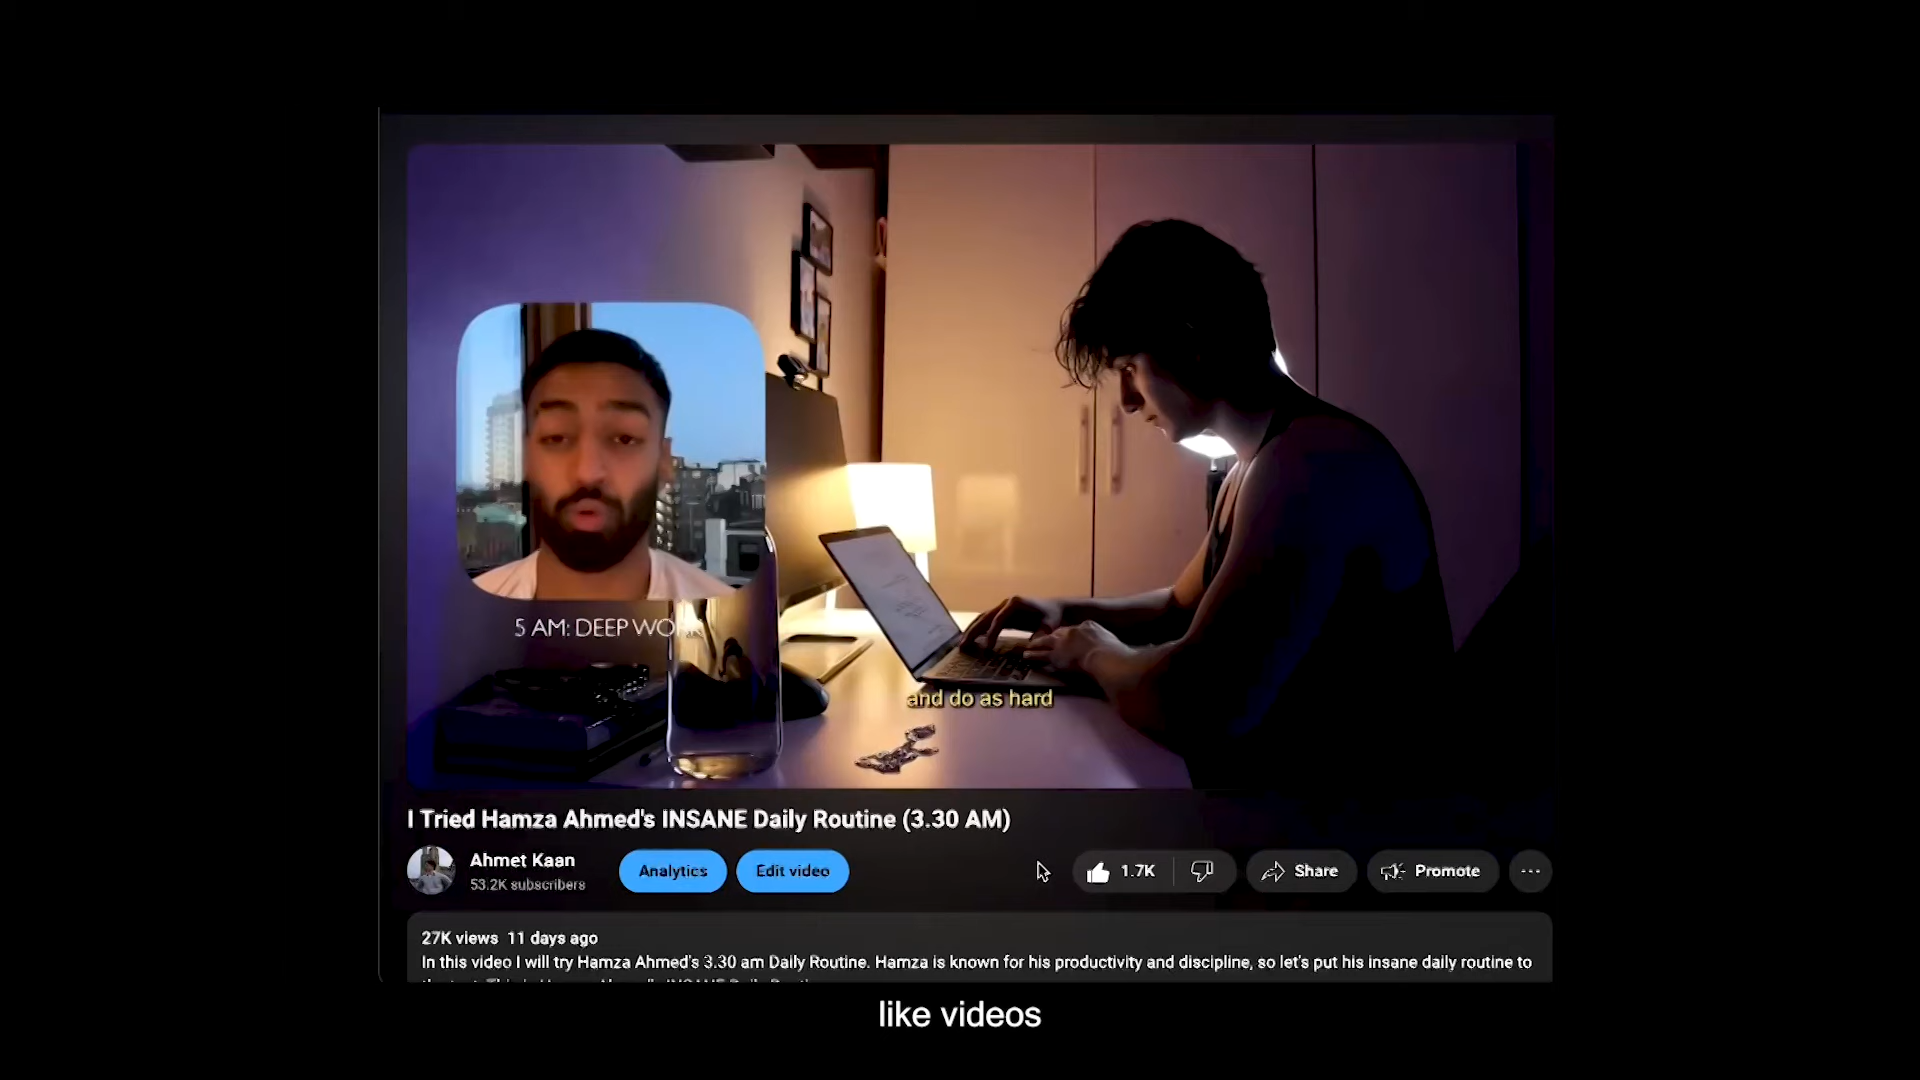 5 AM: DEEP WORK
and do as hard
I Tried Hamza Ahmed's INSANE Daily Routine (3.30 AM)
Ahmet Kaan
53.2K subscribers
Analytics
Edit video
1.7K
Share
Promote
27K views 11 days ago
In this video I will try Hamza Ahmed's 3.30 am Daily Routine. Hamza is known for his productivity and discipline, so let's put his insane daily routine to
like videos